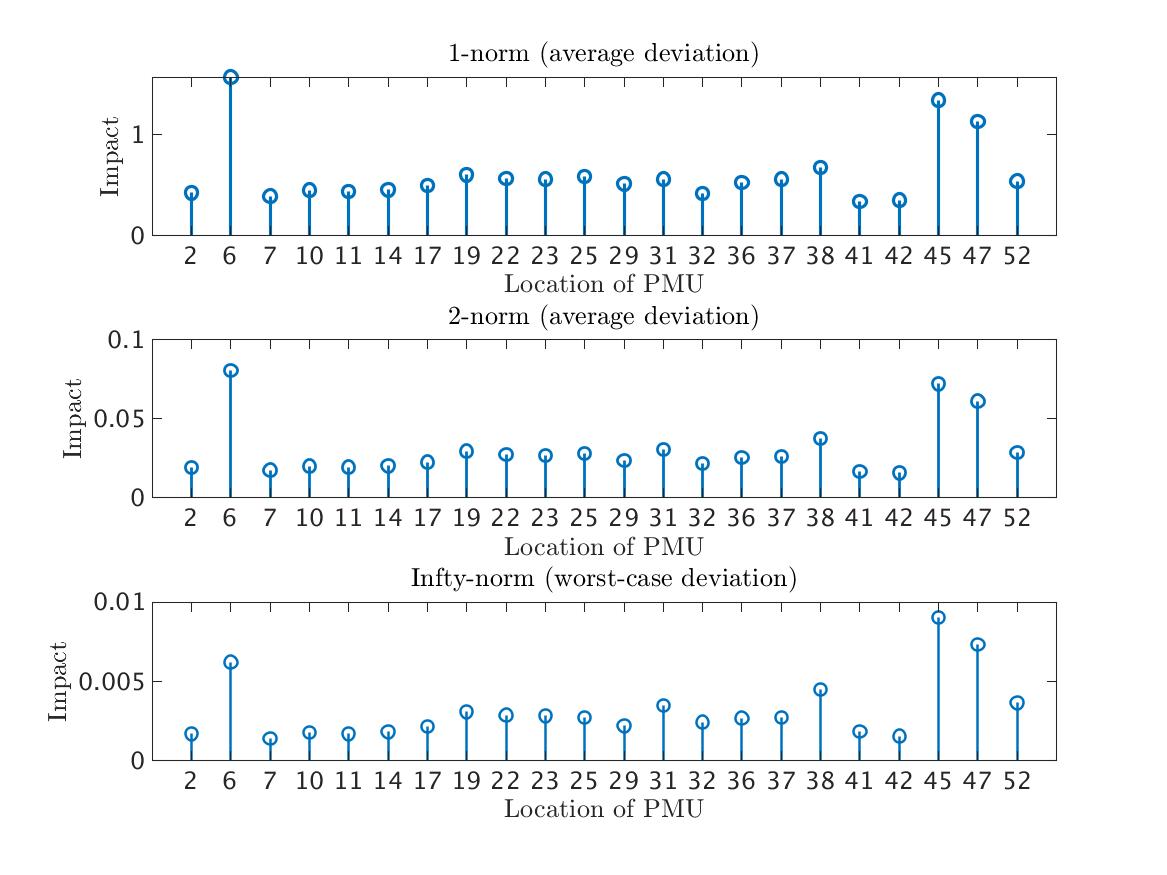 1-norm (average deviation)
Impact
1
0
2 6 7 10 11 14 17 19 22 23 25 29 31 32 36 37 38 41 42 45 47 52
Location of PMU
2-norm (average deviation)
Impact
0.1
0.05
0
2 6 7 10 11 14 17 19 22 23 25 29 31 32 36 37 38 41 42 45 47 52
Location of PMU
Infty-norm (worst-case deviation)
Impact
0.01
0.005
0
2 6 7 10 11 14 17 19 22 23 25 29 31 32 36 37 38 41 42 45 47 52
Location of PMU